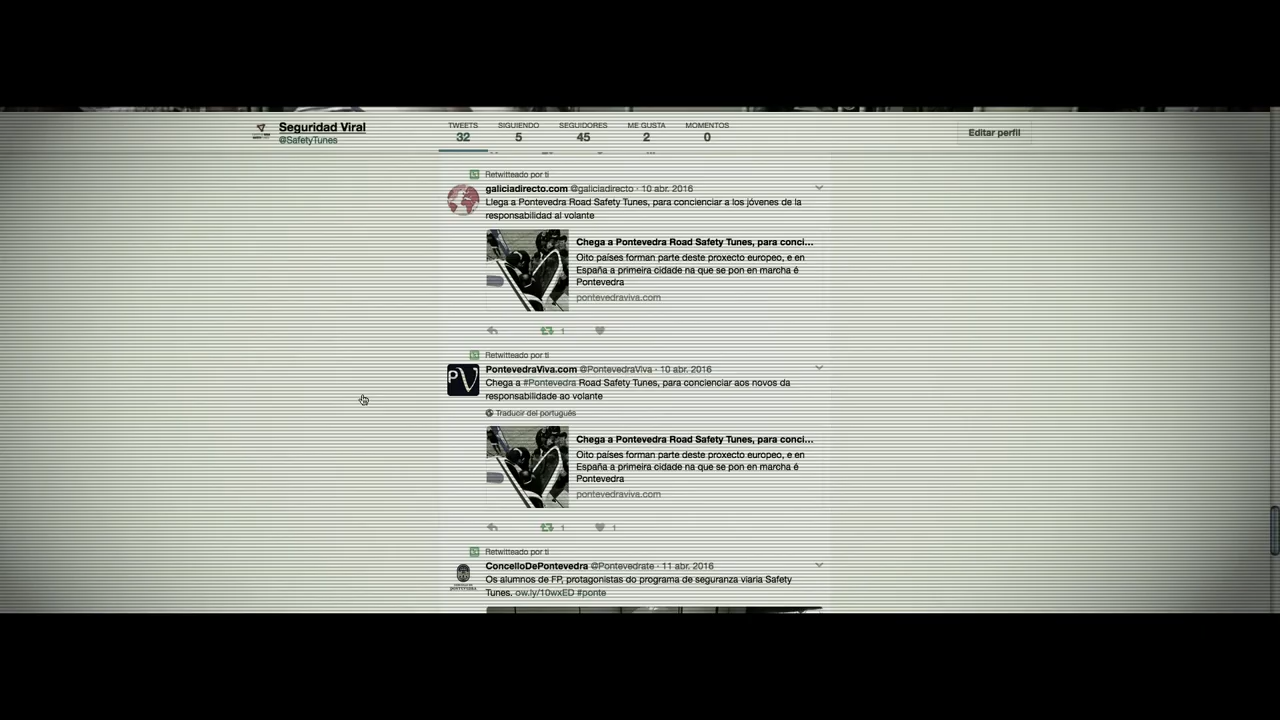 Seguridad Viral
@SafetyTunes
TWEETS
32
SIGUIENDO
5
SEGUIDORES
45
ME GUSTA
2
MOMENTOS
0
Editar perfil
Retwitteado por ti
galiciadirecto.com @galiciadirecto · 10 abr. 2016
Llega a Pontevedra Road Safety Tunes, para concienciar a los jóvenes de la
responsabilidad al volante
Chega a Pontevedra Road Safety Tunes, para conci...
Oito países forman parte deste proxecto europeo, e en
España a primeira cidade na que se pon en marcha é
Pontevedra
pontevedraviva.com
1
Retwitteado por ti
PV
PontevedraViva.com @PontevedraViva · 10 abr. 2016
Chega a #Pontevedra Road Safety Tunes, para concienciar aos novos da
responsabilidade ao volante
Traducir del portugués
Chega a Pontevedra Road Safety Tunes, para conci...
Oito países forman parte deste proxecto europeo, e en
España a primeira cidade na que se pon en marcha é
Pontevedra
pontevedraviva.com
1 1
Retwitteado por ti
ConcelloDePontevedra @Pontevedrate · 11 abr. 2016
Os alumnos de FP, protagonistas do programa de seguranza viaria Safety
Tunes. ow.ly/10wxED #ponte